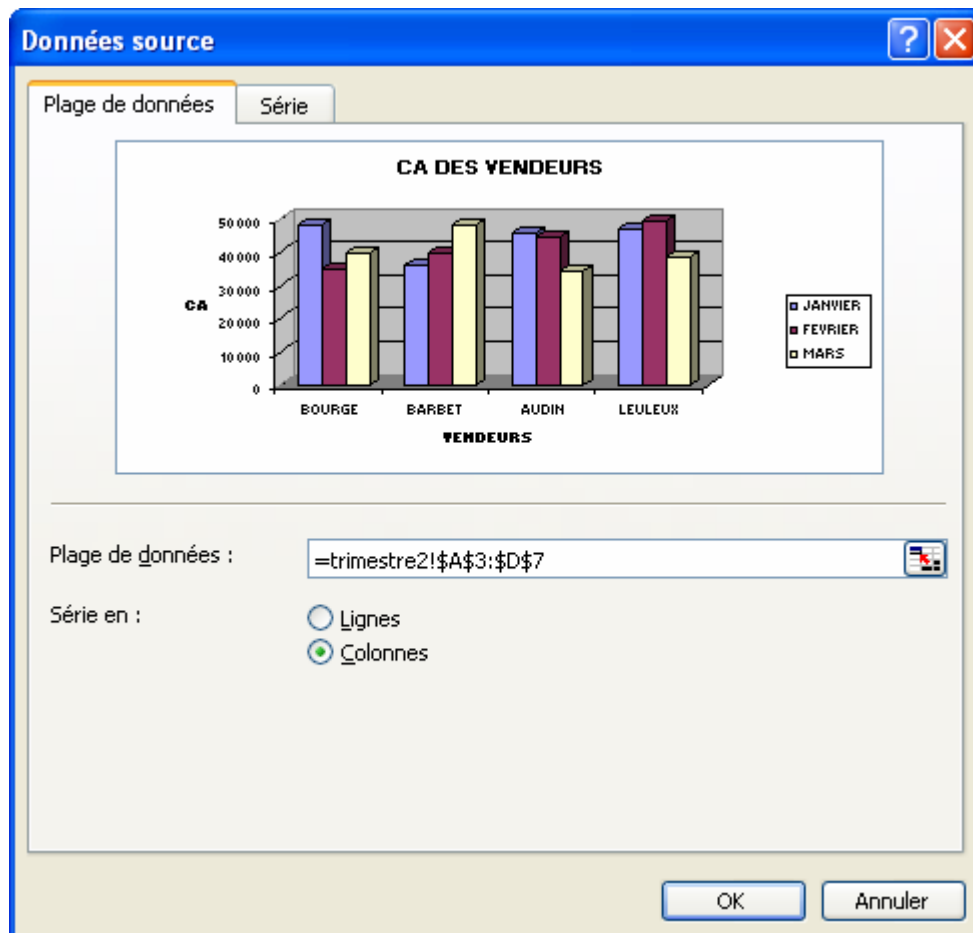 Données source
Plage de données Série
CA DES VENDEURS
50 000
40 000
CA 30 000
20 000
10 000
0
JANVIER
FEVRIER
MARS
BOURGE BARBET AUDIN LEULEUX
VENDEURS
Plage de données : =trimestre2!$A$3:$D$7
Série en : Lignes
Colonnes
OK Annuler